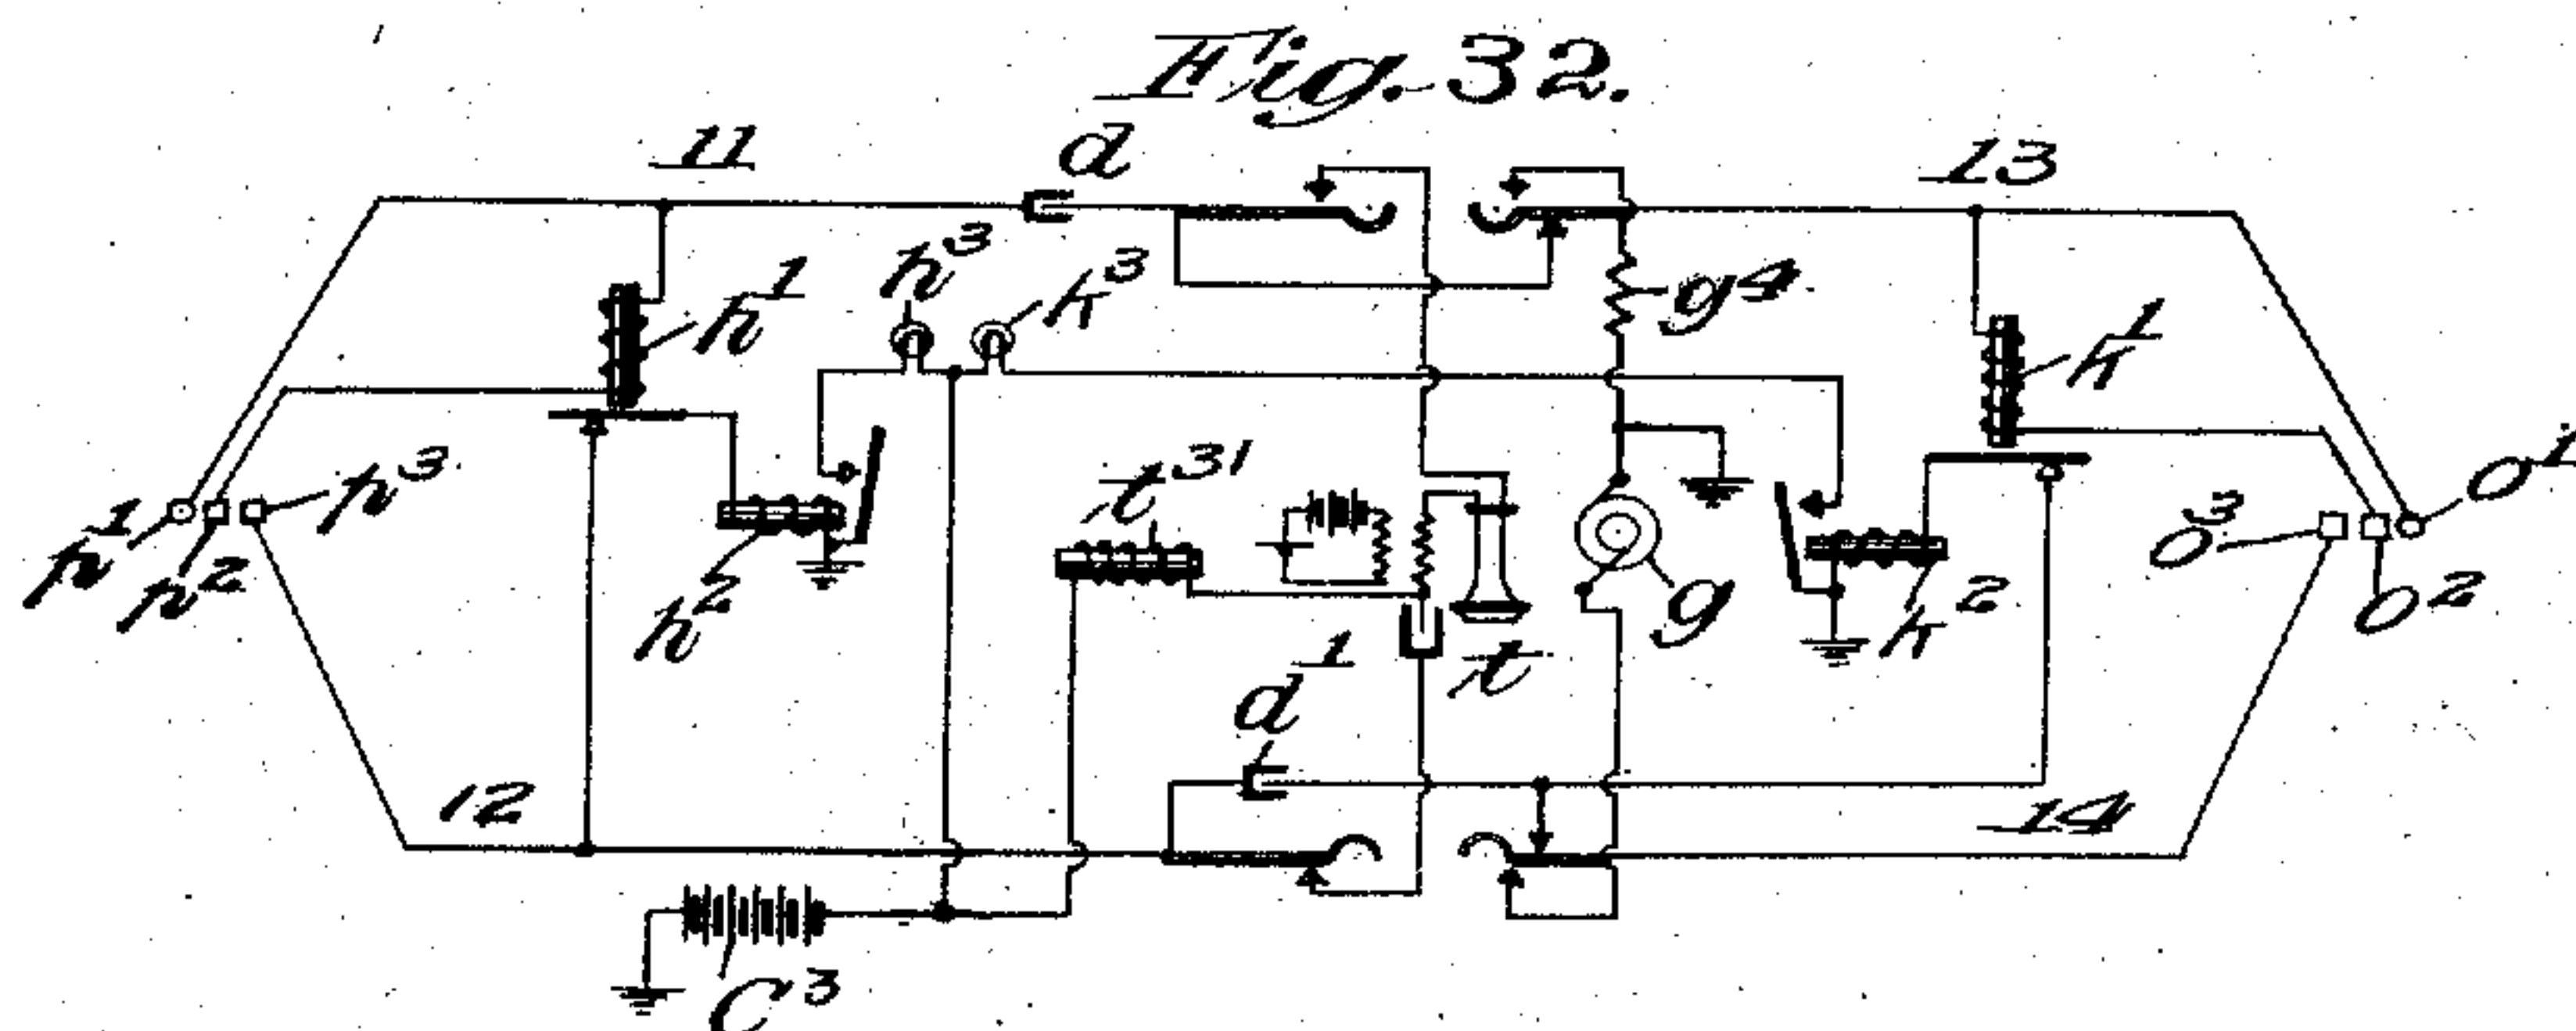 Fig. 32.
11
d
13
h³
k³
h¹
g⁴
k¹
p³
t³¹
o¹
o³
p¹
p²
h²
g
k²
o²
t
d¹
12
14
C³